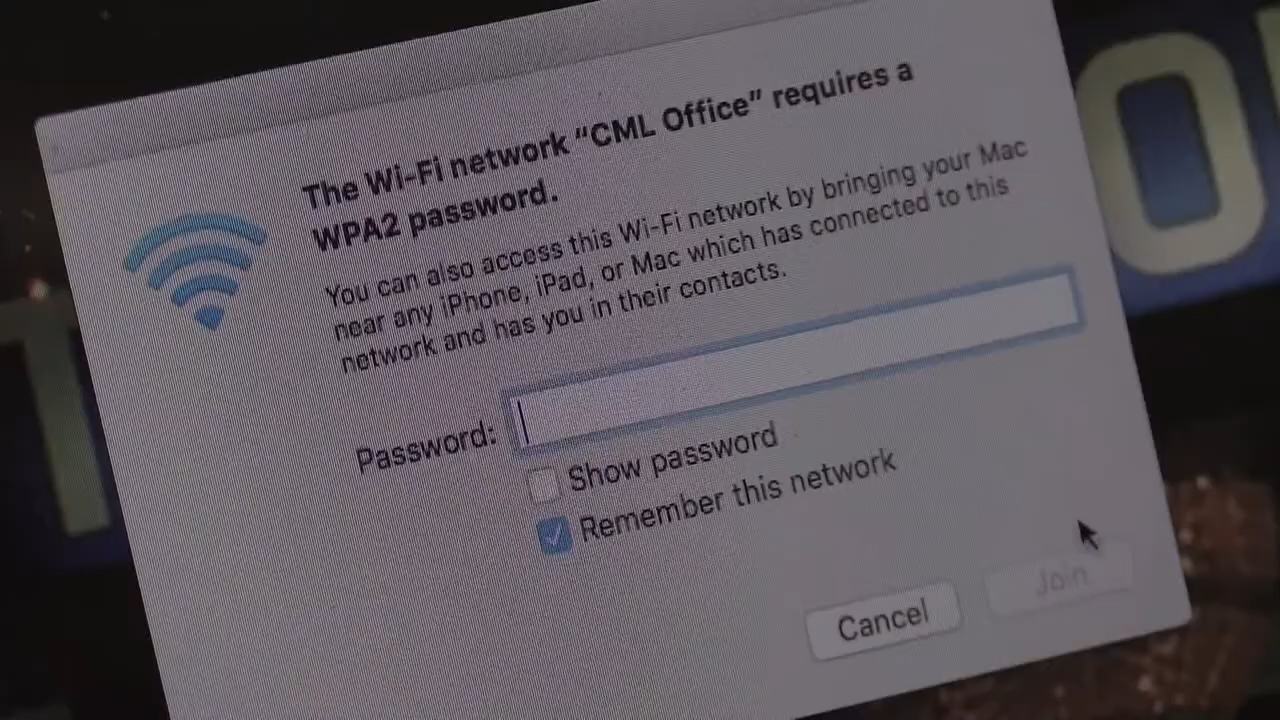 The Wi-Fi network “CML Office” requires a
WPA2 password.
You can also access this Wi-Fi network by bringing your Mac
near any iPhone, iPad, or Mac which has connected to this
network and has you in their contacts.
Password:
Show password
Remember this network
Cancel
Join